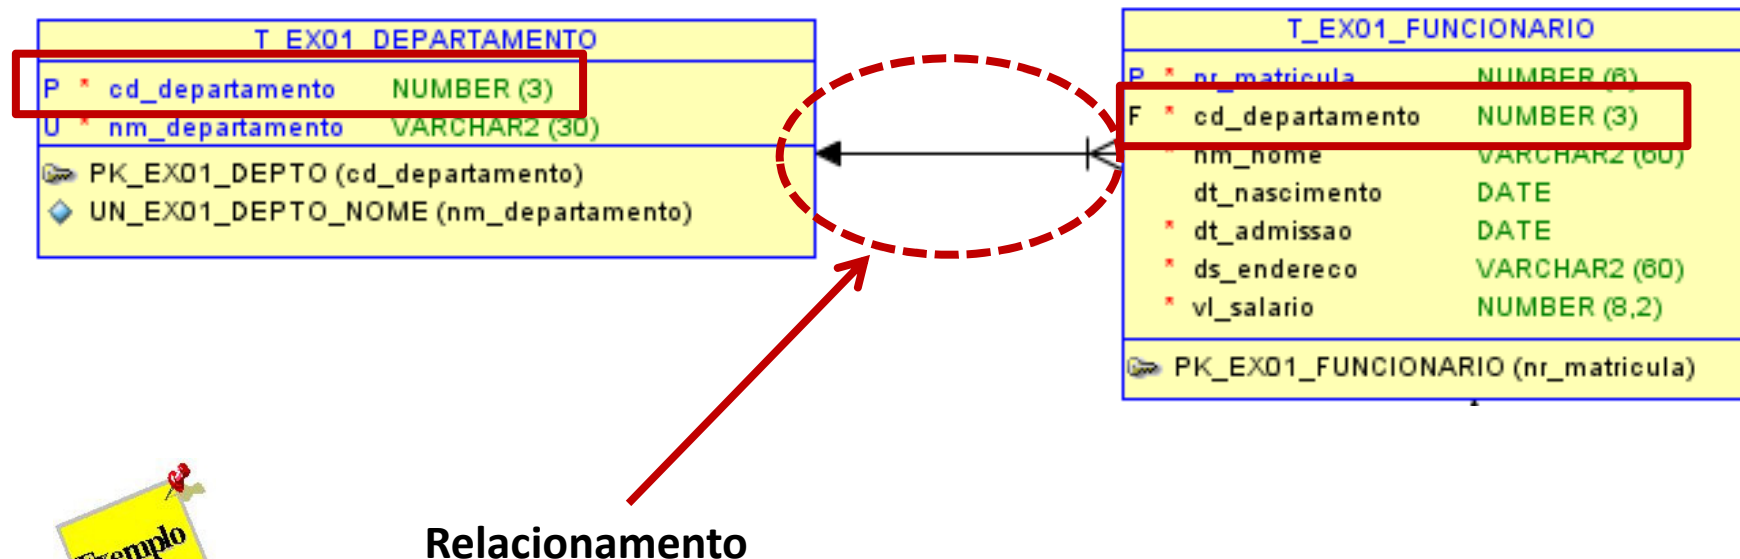 T_EX01_DEPARTAMENTO
P * cd_departamento NUMBER (3)
U * nm_departamento VARCHAR2 (30)
PK_EX01_DEPTO (cd_departamento)
UN_EX01_DEPTO_NOME (nm_departamento)
T_EX01_FUNCIONARIO
P * nr_matricula NUMBER (6)
F * cd_departamento NUMBER (3)
* nm_nome VARCHAR2 (60)
dt_nascimento DATE
* dt_admissao DATE
* ds_endereco VARCHAR2 (60)
* vl_salario NUMBER (8,2)
PK_EX01_FUNCIONARIO (nr_matricula)
Exemplo
Relacionamento